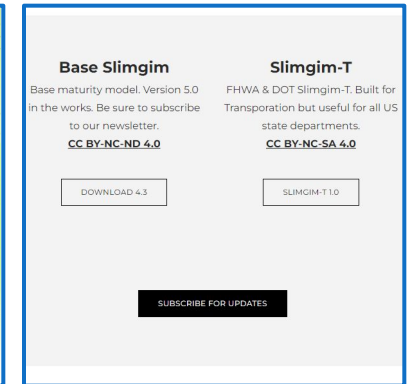 Base Slimgim
Base maturity model. Version 5.0
in the works. Be sure to subscribe
to our newsletter.
CC BY-NC-ND 4.0
DOWNLOAD 4.3
Slimgim-T
FHWA & DOT Slimgim-T. Built for
Transporation but useful for all US
state departments.
CC BY-NC-SA 4.0
SLIMGIM-T 1.0
SUBSCRIBE FOR UPDATES